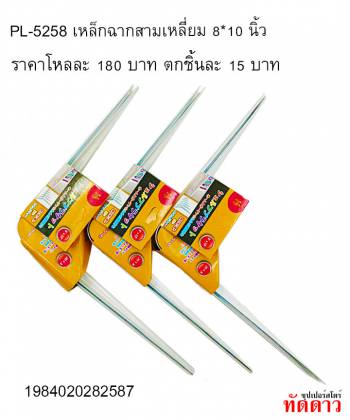 PL-5258 เหล็กฉากสามเหลี่ยม 8*10 นิ้ว
ราคาโหลละ 180 บาท ตกชิ้นละ 15 บาท
1984020282587
ซุปเปอร์สโตร์
ทัดดาว